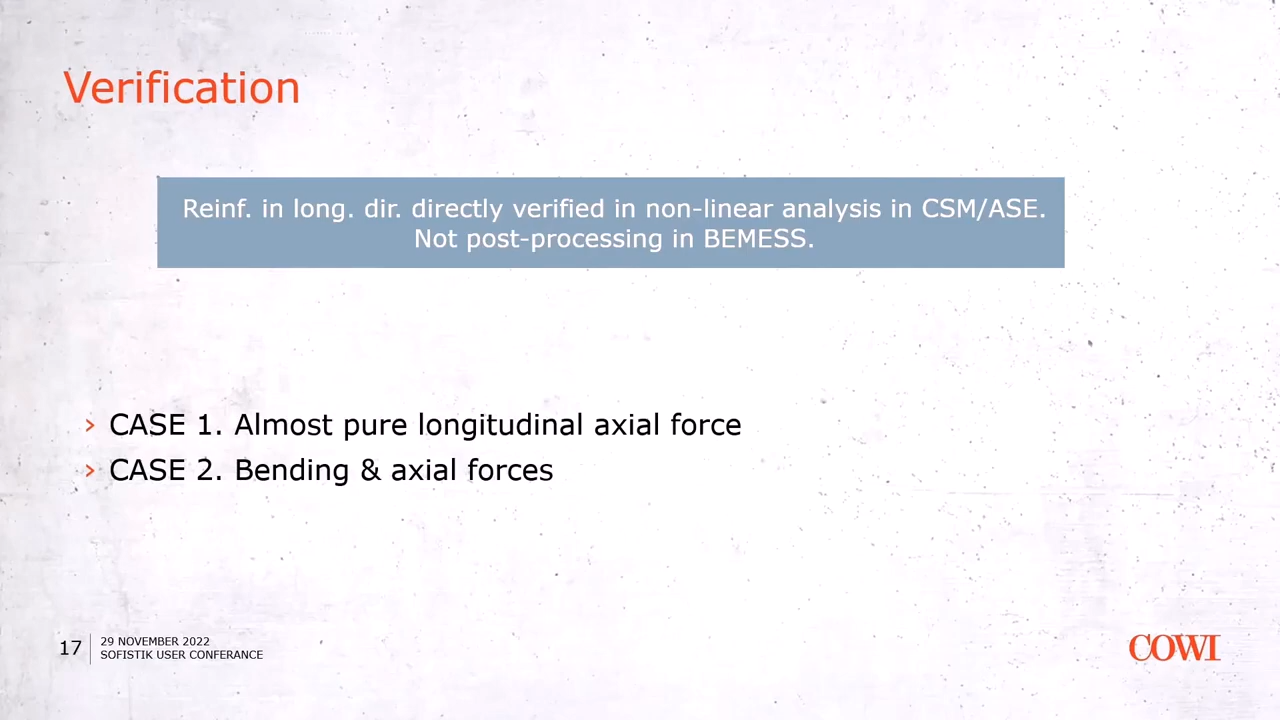 Verification
Reinf. in long. dir. directly verified in non-linear analysis in CSM/ASE.
Not post-processing in BEMESS.
› CASE 1. Almost pure longitudinal axial force
› CASE 2. Bending & axial forces
17
29 NOVEMBER 2022
SOFISTIK USER CONFERANCE
COWI